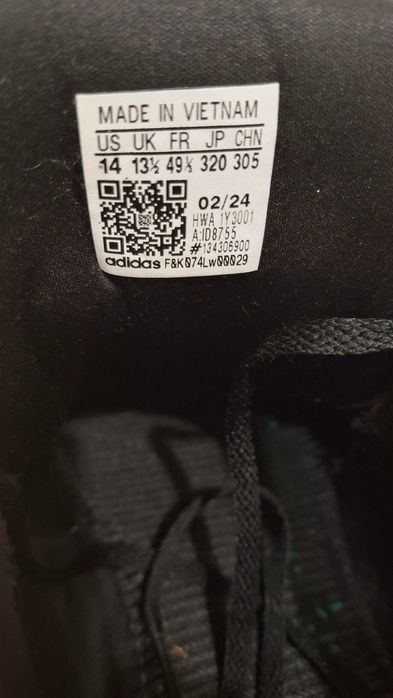 MADE IN VIETNAM
US UK FR JP CHN
14 13½ 49⅓ 320 305
02/24
HWA 1Y3001
A:ID8755
#134306900
adidas F&K074Lw00029